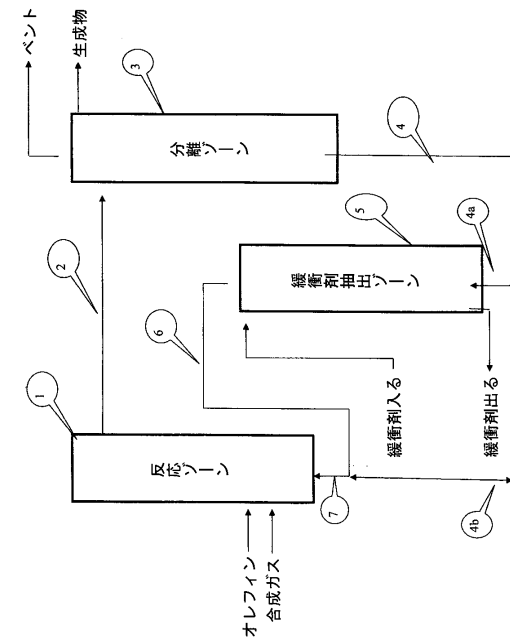 ベント
生成物
3
分離ゾーン
4
2
5
4a
緩衝剤抽出ゾーン
6
緩衝剤入る
緩衝剤出る
1
反応ゾーン
7
4b
オレフィン
合成ガス